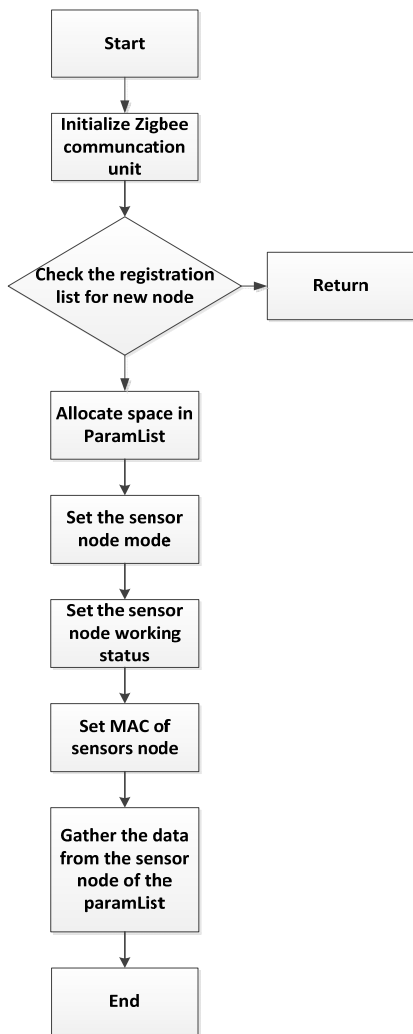 Start
Initialize Zigbee
communcation
unit
Check the registration
list for new node
Return
Allocate space in
ParamList
Set the sensor
node mode
Set the sensor
node working
status
Set MAC of
sensors node
Gather the data
from the sensor
node of the
paramList
End